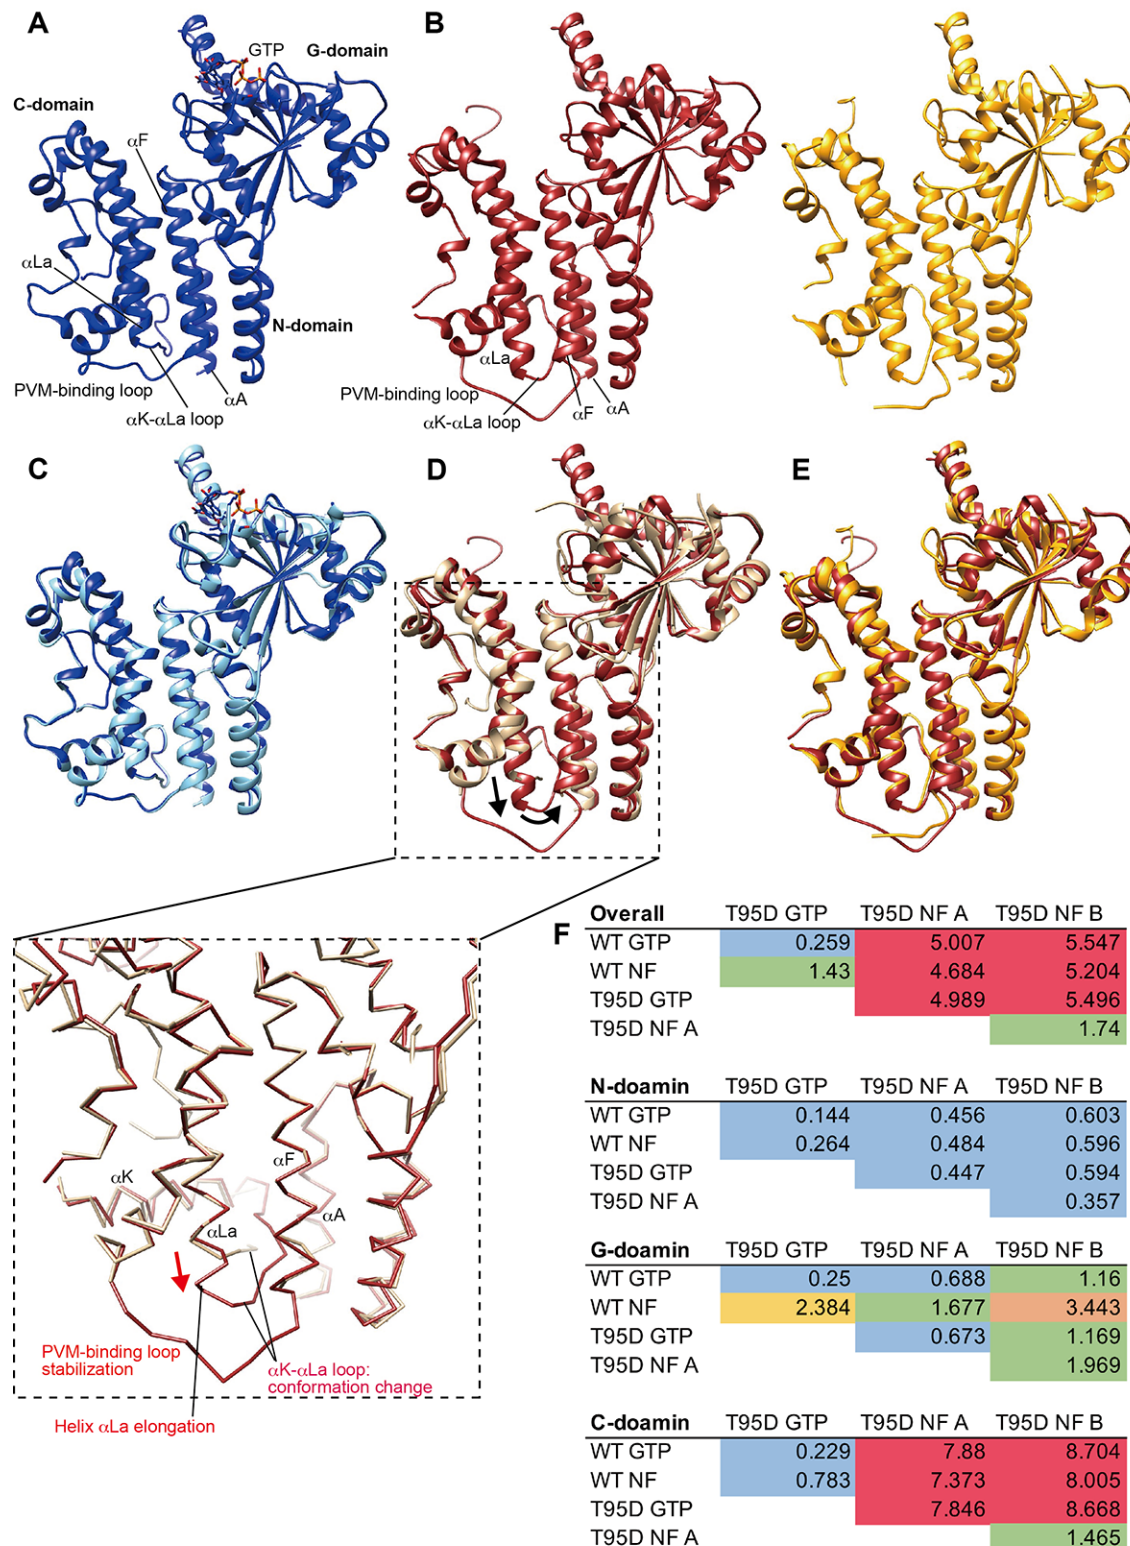 A
B
GTP
G-domain
C-domain
αF
αLa
N-domain
PVM-binding loop
αA
αK-αLa loop
αLa
PVM-binding loop
αK-αLa loop
αF
αA
C
D
E
αK
αF
αLa
αA
PVM-binding loop
stabilization
αK-αLa loop:
conformation change
Helix αLa elongation
F
Overall T95D GTP T95D NF A T95D NF B
WT GTP 0.259 5.007 5.547
WT NF 1.43 4.684 5.204
T95D GTP 4.989 5.496
T95D NF A 1.74
N-doamin T95D GTP T95D NF A T95D NF B
WT GTP 0.144 0.456 0.603
WT NF 0.264 0.484 0.596
T95D GTP 0.447 0.594
T95D NF A 0.357
G-doamin T95D GTP T95D NF A T95D NF B
WT GTP 0.25 0.688 1.16
WT NF 2.384 1.677 3.443
T95D GTP 0.673 1.169
T95D NF A 1.969
C-doamin T95D GTP T95D NF A T95D NF B
WT GTP 0.229 7.88 8.704
WT NF 0.783 7.373 8.005
T95D GTP 7.846 8.668
T95D NF A 1.465